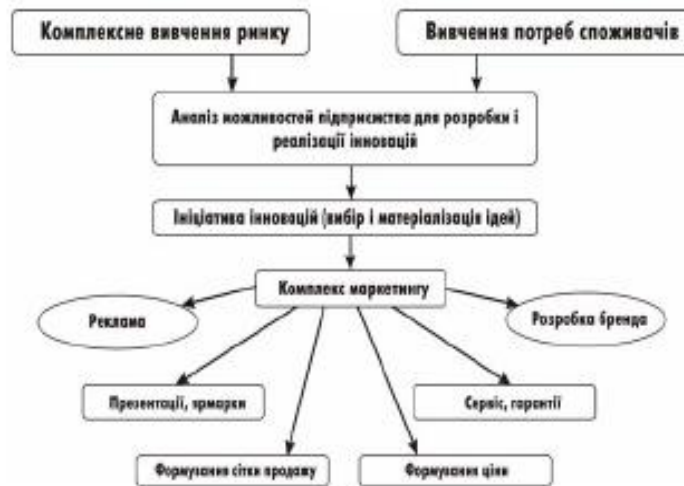 Комплексне вивчення ринку
Вивчення потреб споживачів
Аналіз можливостей підприємства для розробки і
реалізації інновацій
Ініціатива інновацій (вибір і матеріалізація ідей)
Комплекс маркетингу
Реклама
Розробка бренда
Презентації, ярмарки
Сервіс, гарантії
Формування сітки продажу
Формування ціни